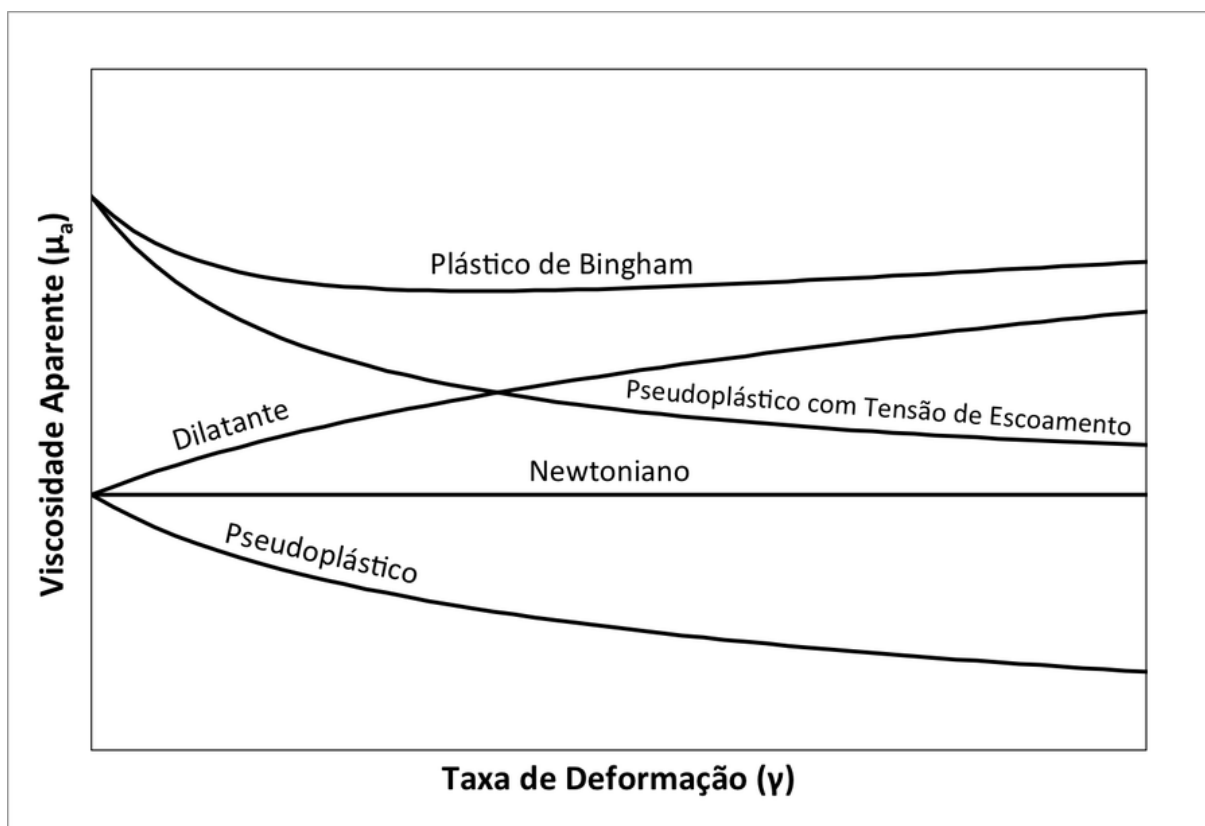 Viscosidade Aparente (μₐ)
Plástico de Bingham
Dilatante
Pseudoplástico com Tensão de Escoamento
Newtoniano
Pseudoplástico
Taxa de Deformação (γ)